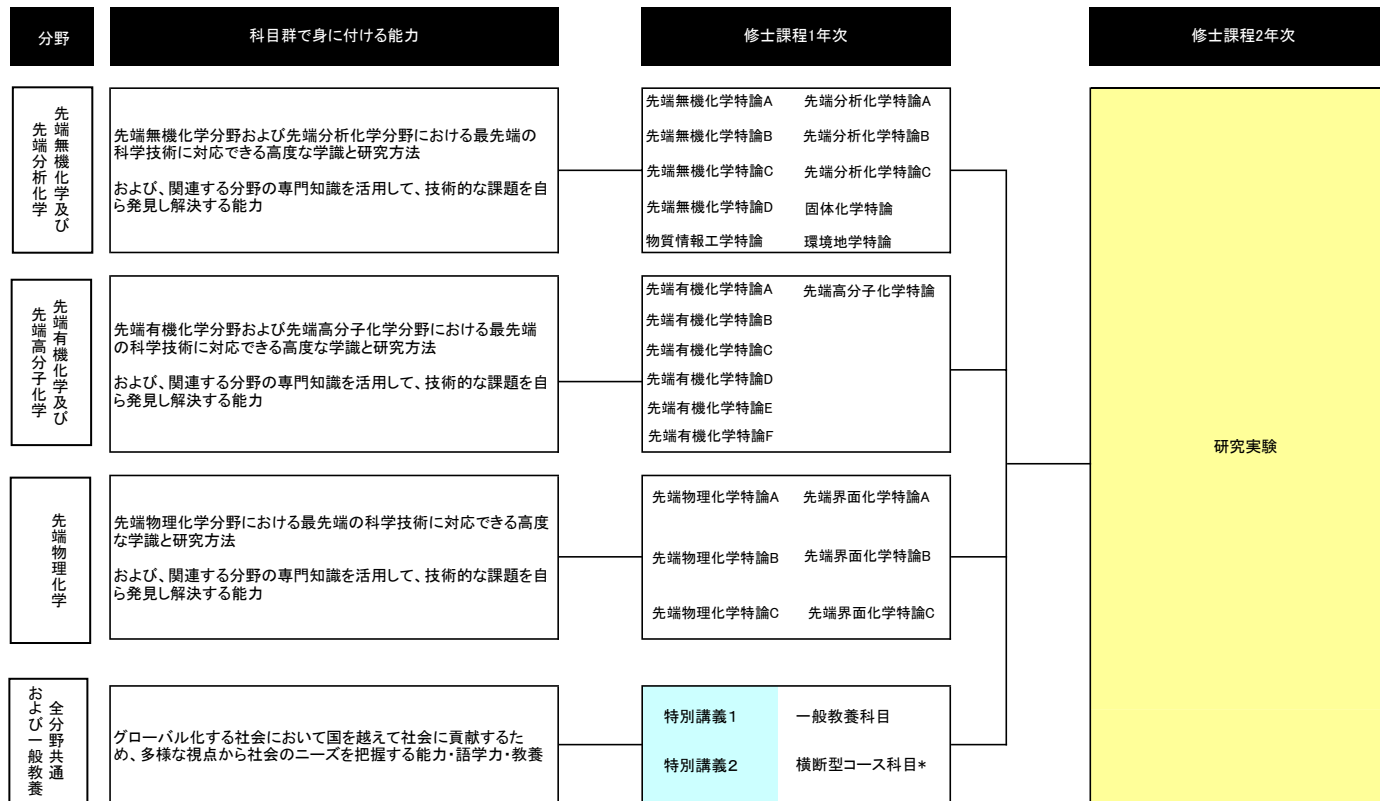 分野
科目群で身に付ける能力
修士課程1年次
修士課程2年次
先端無機化学及び
先端分析化学
先端無機化学分野および先端分析化学分野における最先端の
科学技術に対応できる高度な学識と研究方法
および、関連する分野の専門知識を活用して、技術的な課題を自
ら発見し解決する能力
先端無機化学特論A 先端分析化学特論A
先端無機化学特論B 先端分析化学特論B
先端無機化学特論C 先端分析化学特論C
先端無機化学特論D 固体化学特論
物質情報工学特論 環境地学特論
先端有機化学及び
先端高分子化学
先端有機化学分野および先端高分子化学分野における最先端
の科学技術に対応できる高度な学識と研究方法
および、関連する分野の専門知識を活用して、技術的な課題を自
ら発見し解決する能力
先端有機化学特論A 先端高分子化学特論
先端有機化学特論B
先端有機化学特論C
先端有機化学特論D
先端有機化学特論E
先端有機化学特論F
研究実験
先端物理化学
先端物理化学分野における最先端の科学技術に対応できる高度
な学識と研究方法
および、関連する分野の専門知識を活用して、技術的な課題を自
ら発見し解決する能力
先端物理化学特論A 先端界面化学特論A
先端物理化学特論B 先端界面化学特論B
先端物理化学特論C 先端界面化学特論C
全分野共通
および一般教養
グローバル化する社会において国を越えて社会に貢献するた
め、多様な視点から社会のニーズを把握する能力・語学力・教養
特別講義1 一般教養科目
特別講義2 横断型コース科目*